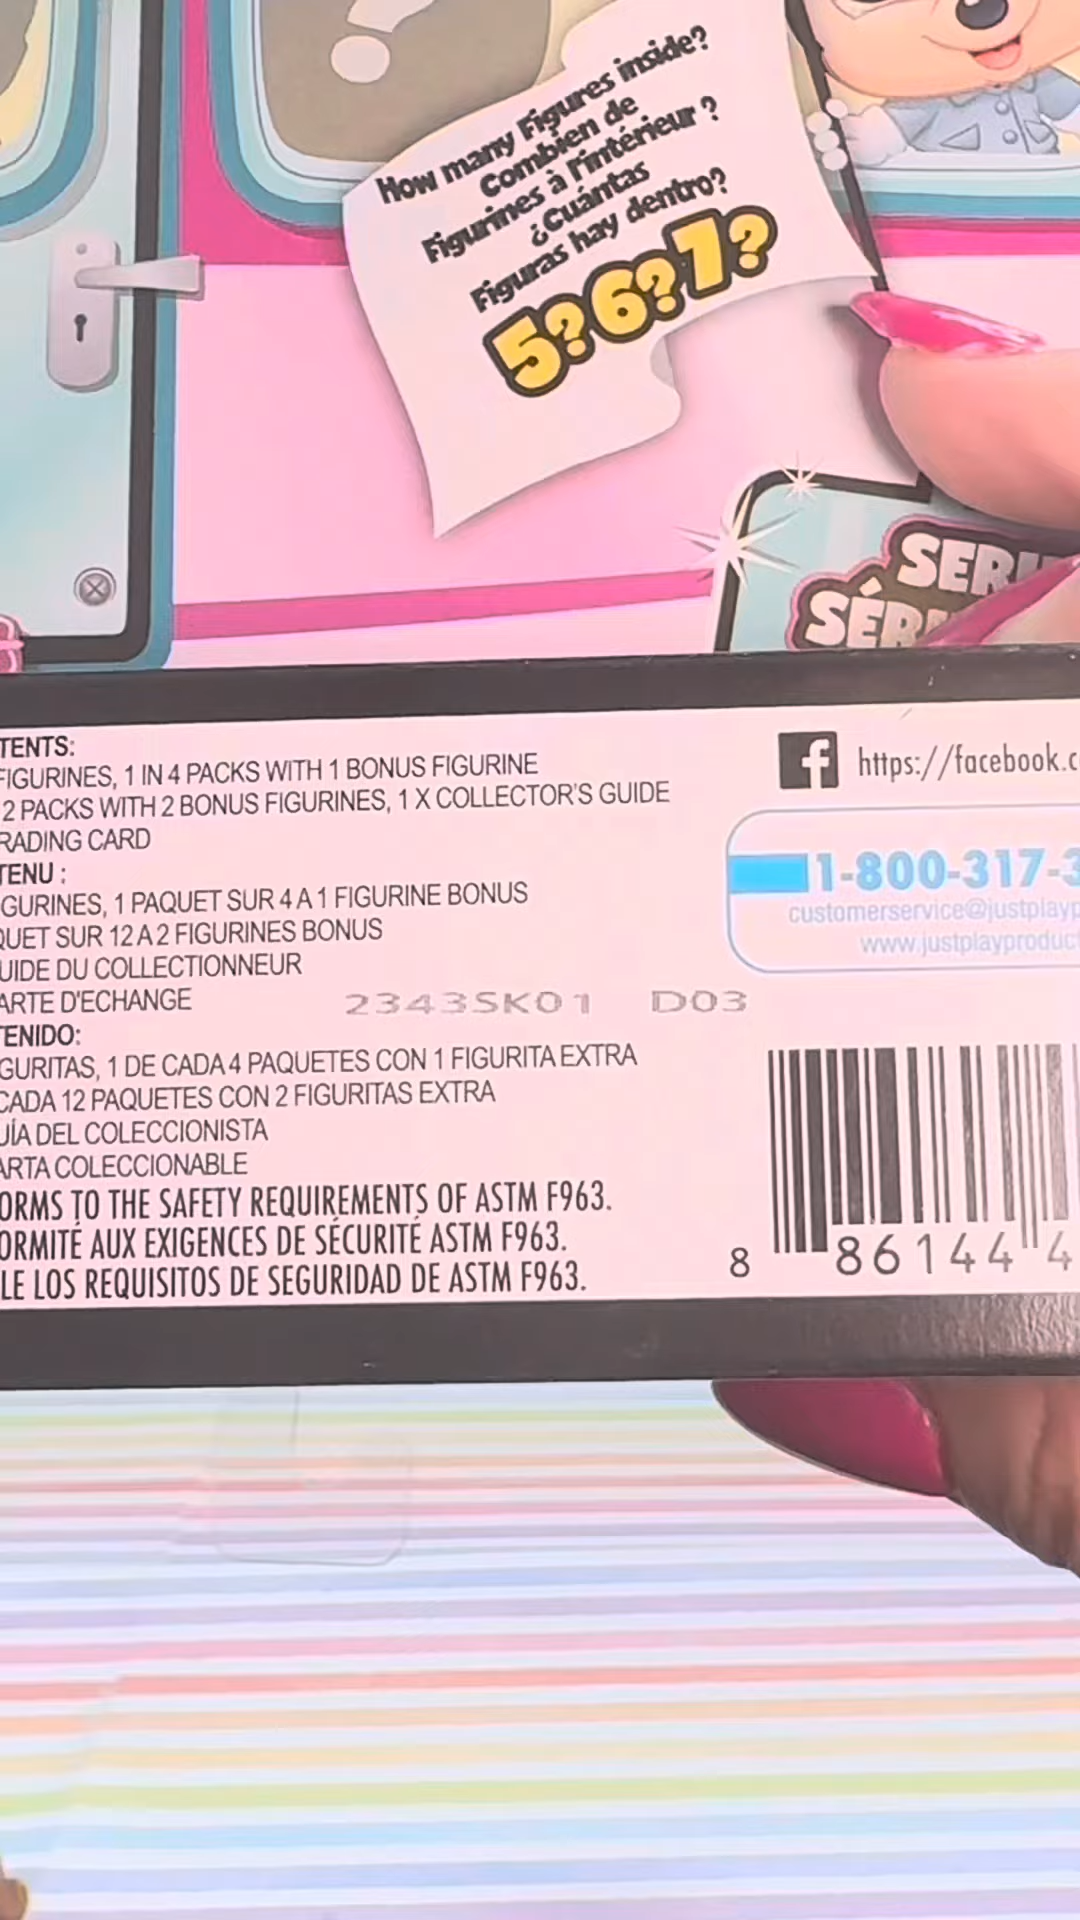 How many Figures inside?
Combien de
Figurines à l'intérieur ?
¿Cuántas
Figuras hay dentro?
5? 6? 7?
TENTS:
FIGURINES, 1 IN 4 PACKS WITH 1 BONUS FIGURINE
2 PACKS WITH 2 BONUS FIGURINES, 1 X COLLECTOR'S GUIDE
RADING CARD
TENU :
GURINES, 1 PAQUET SUR 4 A 1 FIGURINE BONUS
QUET SUR 12 A 2 FIGURINES BONUS
UIDE DU COLLECTIONNEUR
ARTE D'ECHANGE
2343SK01 D03
TENIDO:
GURITAS, 1 DE CADA 4 PAQUETES CON 1 FIGURITA EXTRA
CADA 12 PAQUETES CON 2 FIGURITAS EXTRA
UÍA DEL COLECCIONISTA
ARTA COLECCIONABLE
ORMS TO THE SAFETY REQUIREMENTS OF ASTM F963.
ORMITÉ AUX EXIGENCES DE SÉCURITÉ ASTM F963.
LE LOS REQUISITOS DE SEGURIDAD DE ASTM F963.
f https://facebook.c
1-800-317-3
customerservice@justplayp
www.justplayproduct
8 86144 4